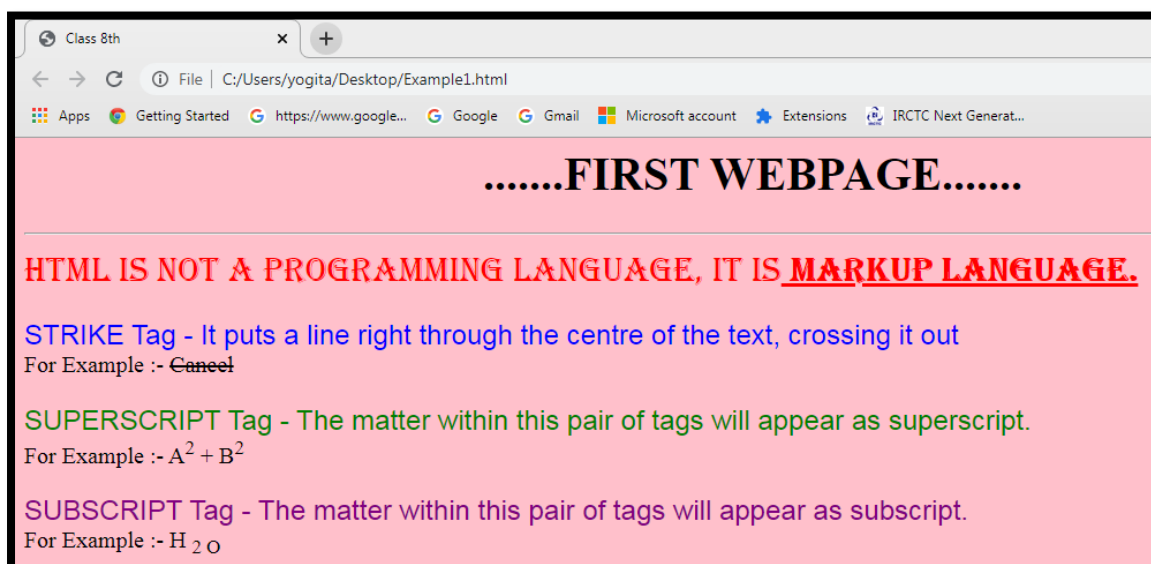 Class 8th
File | C:/Users/yogita/Desktop/Example1.html
Apps Getting Started https://www.google... Google Gmail Microsoft account Extensions IRCTC Next Generat...
.......FIRST WEBPAGE.......
HTML IS NOT A PROGRAMMING LANGUAGE, IT IS MARKUP LANGUAGE.
STRIKE Tag - It puts a line right through the centre of the text, crossing it out
For Example :- Cancel
SUPERSCRIPT Tag - The matter within this pair of tags will appear as superscript.
For Example :- A² + B²
SUBSCRIPT Tag - The matter within this pair of tags will appear as subscript.
For Example :- H ₂ O